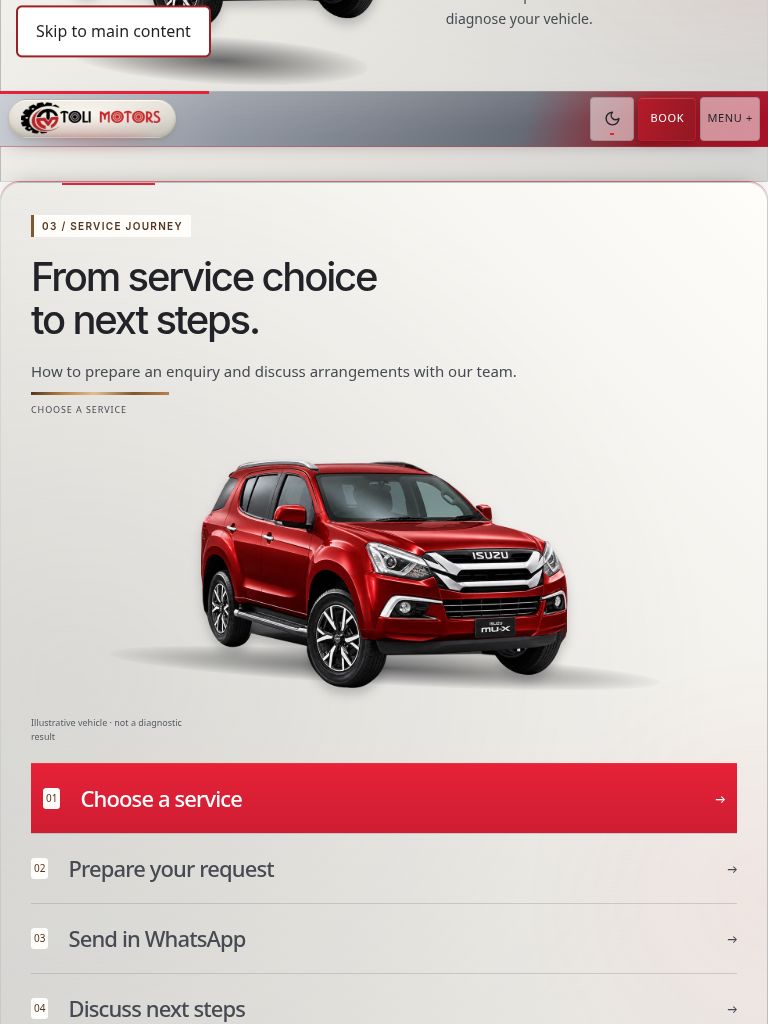 diagnose your vehicle.
Skip to main content
TOLI MOTORS
BOOK
MENU +
03 / SERVICE JOURNEY
From service choice
to next steps.
How to prepare an enquiry and discuss arrangements with our team.
CHOOSE A SERVICE
ISUZU
ISUZU
MU-X
Illustrative vehicle · not a diagnostic
result
01 Choose a service →
02 Prepare your request →
03 Send in WhatsApp →
04 Discuss next steps →